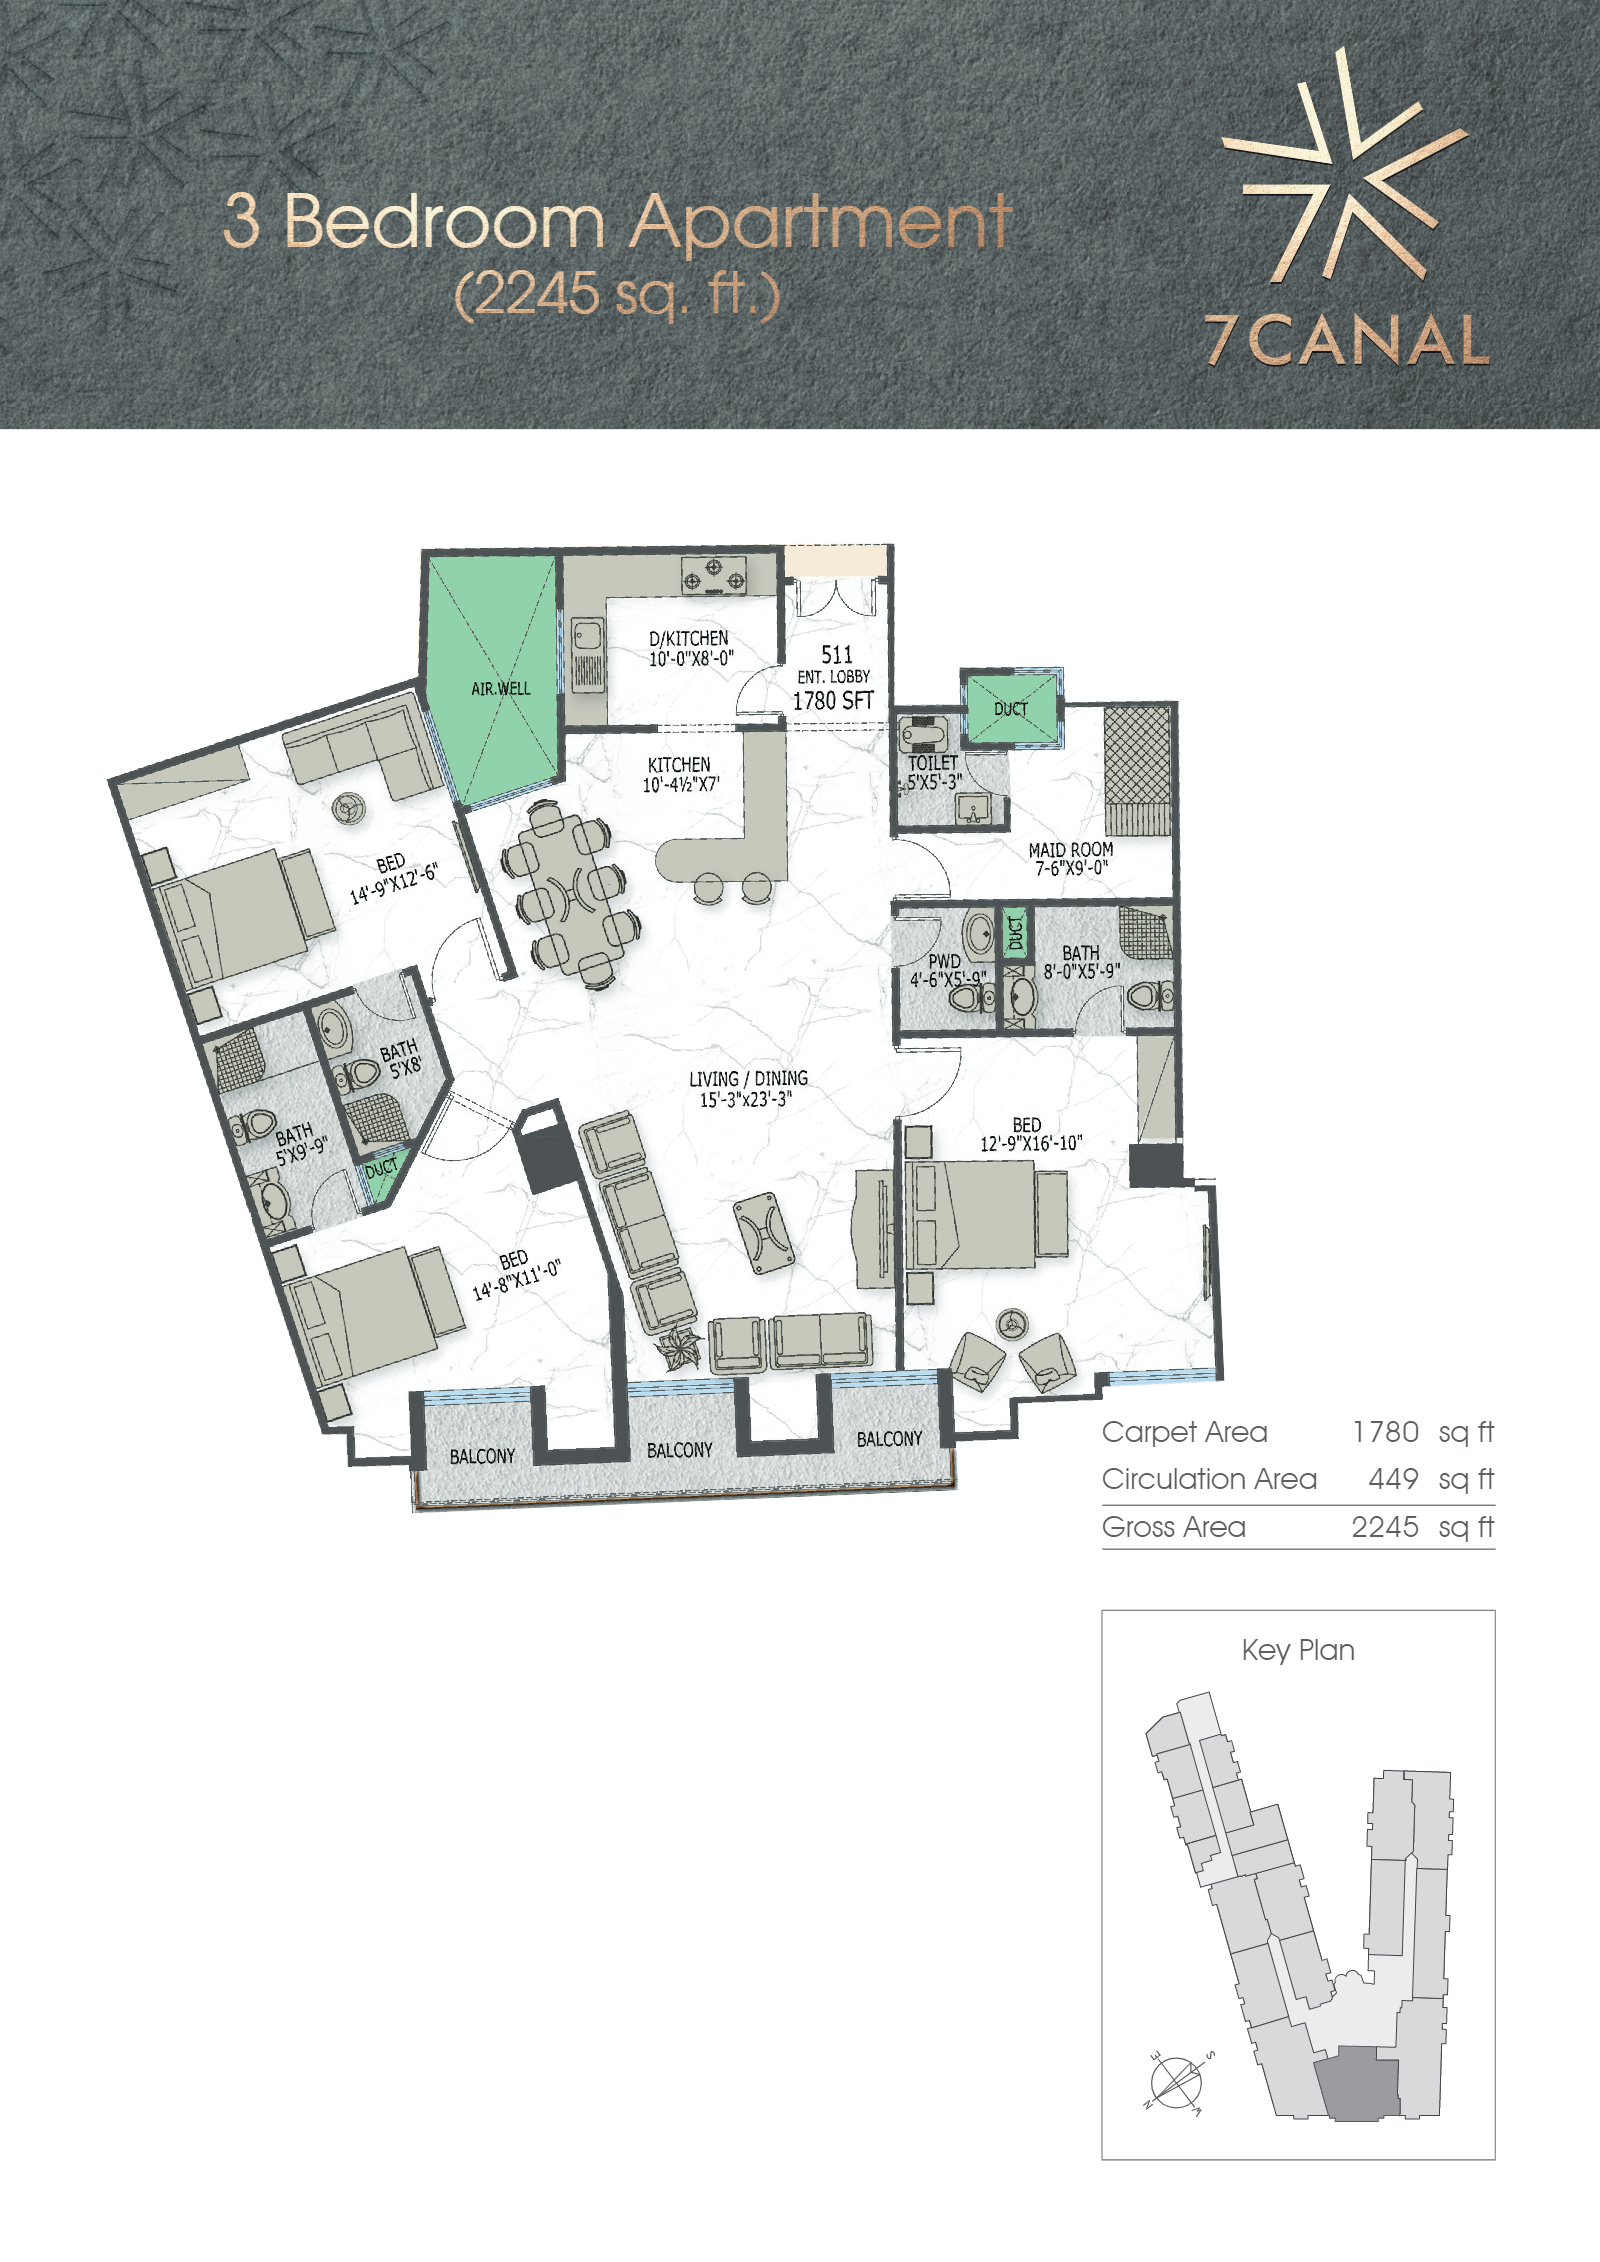 3 Bedroom Apartment
(2245 sq. ft.)
7CANAL
D/KITCHEN
10'-0"X8'-0"
511
ENT. LOBBY
1780 SFT
AIR.WELL
DUCT
KITCHEN
10'-4½"X7'
TOILET
5'X5'-3"
BED
14'-9"X12'-6"
MAID ROOM
7-6"X9'-0"
DUCT
PWD
4'-6"X5'-9"
BATH
8'-0"X5'-9"
BATH
5'X8'
LIVING / DINING
15'-3"x23'-3"
BATH
5'X9'-9"
DUCT
BED
12'-9"X16'-10"
BED
14'-8"X11'-0"
BALCONY
BALCONY
BALCONY
Carpet Area 1780 sq ft
Circulation Area 449 sq ft
Gross Area 2245 sq ft
Key Plan
E
S
N
W